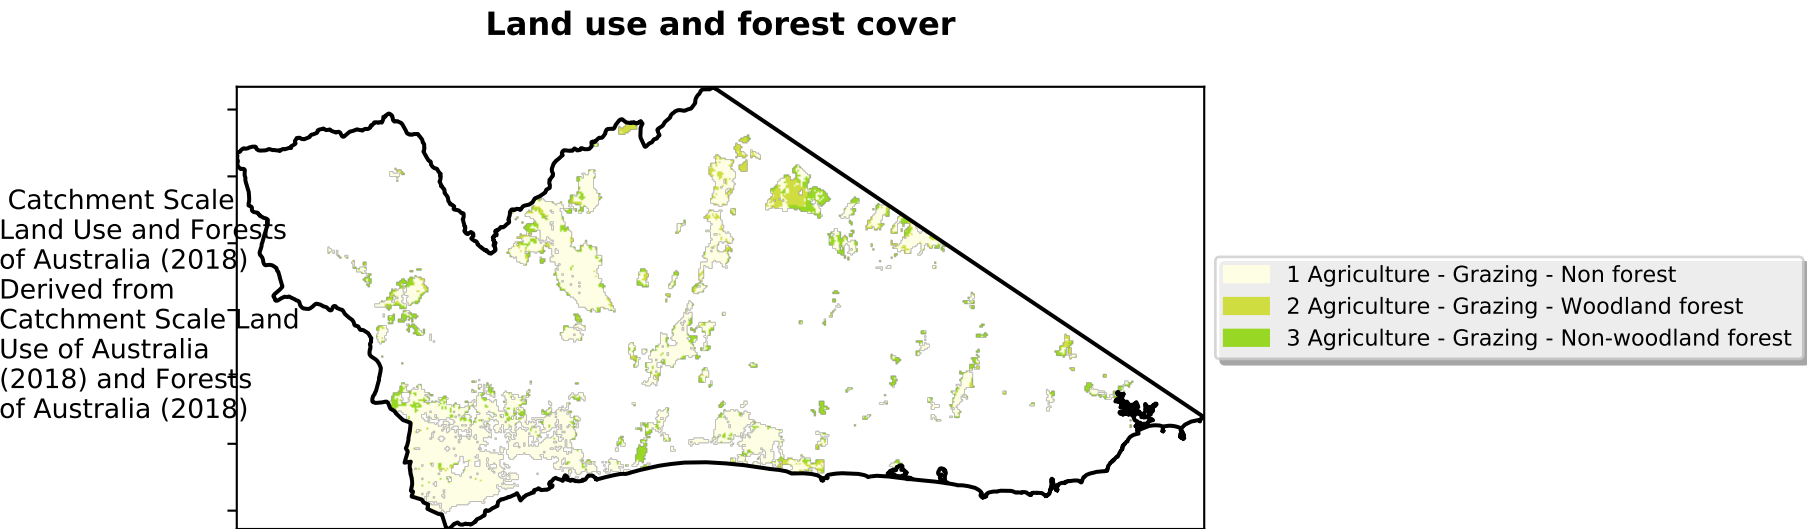 Land use and forest cover
Catchment Scale
Land Use and Forests
of Australia (2018)
Derived from
Catchment Scale Land
Use of Australia
(2018) and Forests
of Australia (2018)
1 Agriculture - Grazing - Non forest
2 Agriculture - Grazing - Woodland forest
3 Agriculture - Grazing - Non-woodland forest